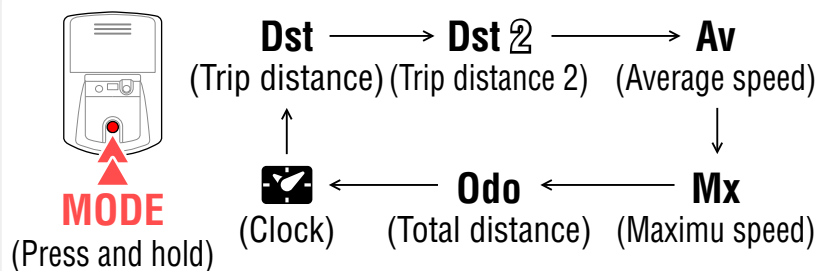 Dst
Dst 2
Av
(Trip distance)
(Trip distance 2)
(Average speed)
MODE
(Press and hold)
(Clock)
Odo
(Total distance)
Mx
(Maximu speed)